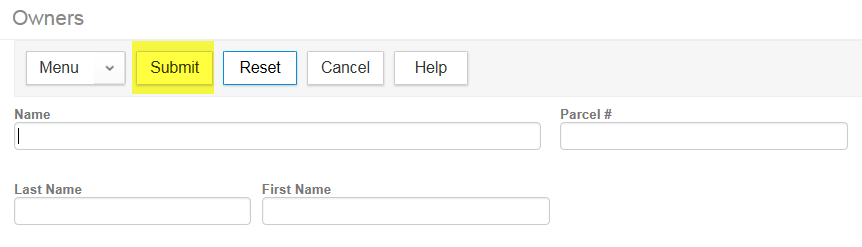 Owners
Menu Submit Reset Cancel Help
Name Parcel #
Last Name First Name